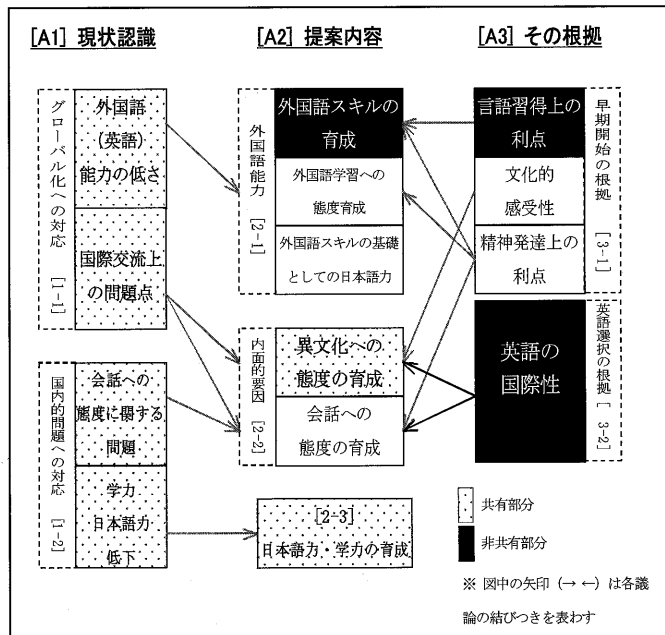 [A1] 現状認識
[A2] 提案内容
[A3] その根拠
グローバル化への対応 [1-1]
外国語
(英語)
能力の低さ
国際交流上
の問題点
国内的問題への対応 [1-2]
会話への
態度に関する
問題
学力
日本語力
低下
外国語能力 [2-1]
外国語スキルの
育成
外国語学習への
態度育成
外国語スキルの基礎
としての日本語力
内面的要因 [2-2]
異文化への
態度の育成
会話への
態度の育成
[2-3]
日本語力・学力の育成
言語習得上の
利点
文化的
感受性
精神発達上の
利点
早期開始の根拠 [3-1]
英語の
国際性
英語選択の根拠 [3-2]
共有部分
非共有部分
※ 図中の矢印 (→ ←) は各議
論の結びつきを表わす